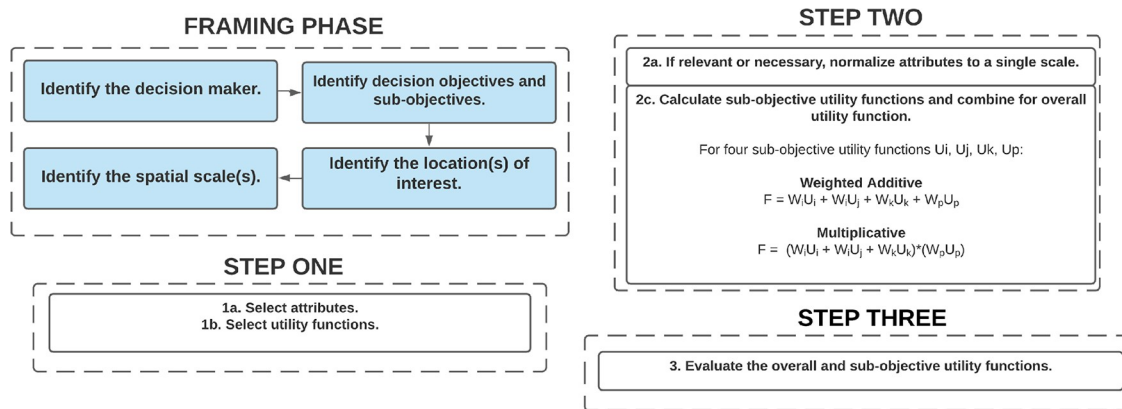 FRAMING PHASE
Identify the decision maker.
Identify decision objectives and
sub-objectives.
Identify the spatial scale(s).
Identify the location(s) of
interest.
STEP ONE
1a. Select attributes.
1b. Select utility functions.
STEP TWO
2a. If relevant or necessary, normalize attributes to a single scale.
2c. Calculate sub-objective utility functions and combine for overall
utility function.
For four sub-objective utility functions Ui, Uj, Uk, Up:
Weighted Additive
F = WᵢUᵢ + WᵢUⱼ + WₖUₖ + WₚUₚ
Multiplicative
F = (WᵢUᵢ + WᵢUⱼ + WₖUₖ)*(WₚUₚ)
STEP THREE
3. Evaluate the overall and sub-objective utility functions.